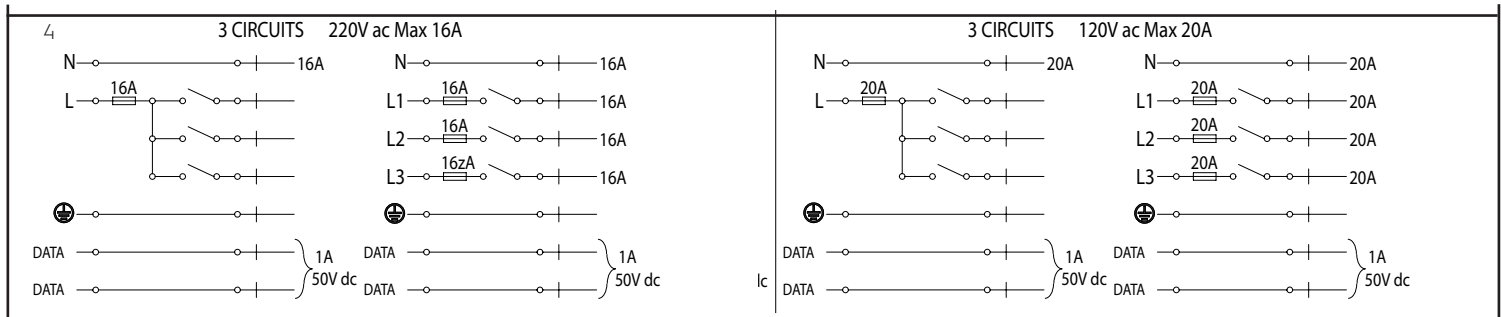 4
3 CIRCUITS 220V ac Max 16A
N 16A
L 16A
DATA
DATA
1A
50V dc
N 16A
L1 16A 16A
L2 16A 16A
L3 16zA 16A
DATA
DATA
1A
50V dc
lc
3 CIRCUITS 120V ac Max 20A
N 20A
L 20A
DATA
DATA
1A
50V dc
N 20A
L1 20A 20A
L2 20A 20A
L3 20A 20A
DATA
DATA
1A
50V dc